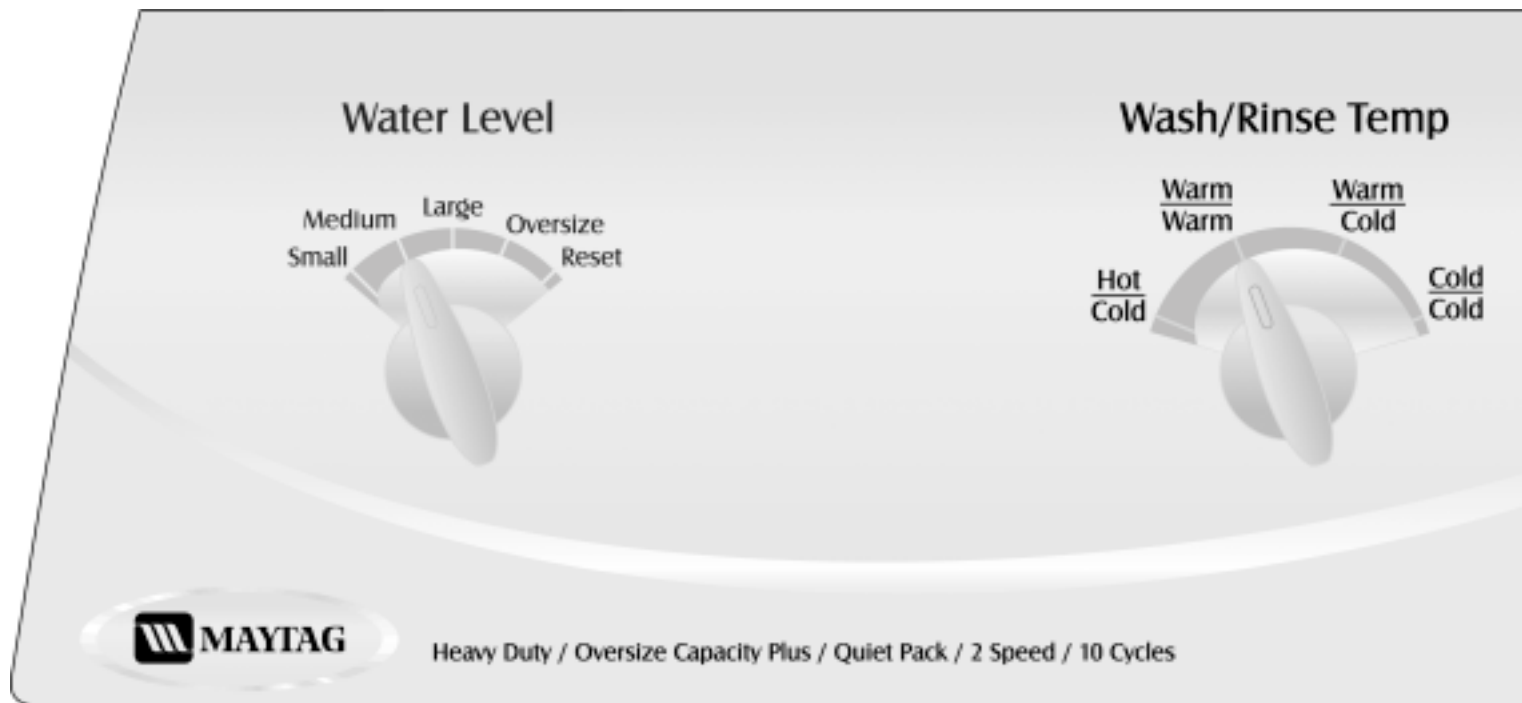 Water Level
Small
Medium
Large
Oversize
Reset
Wash/Rinse Temp
Hot
Cold
Warm
Warm
Warm
Cold
Cold
Cold
MAYTAG
Heavy Duty / Oversize Capacity Plus / Quiet Pack / 2 Speed / 10 Cycles